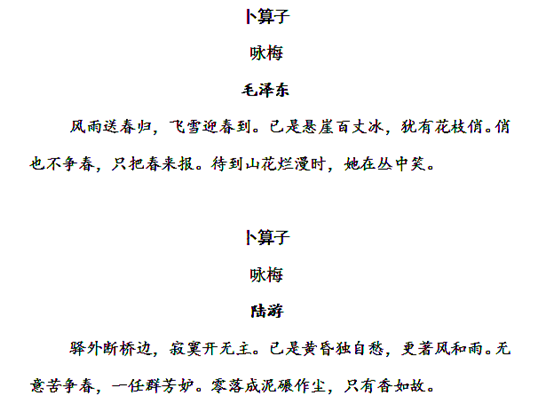 卜算子
咏梅
毛泽东
风雨送春归，飞雪迎春到。已是悬崖百丈冰，犹有花枝俏。俏
也不争春，只把春来报。待到山花烂漫时，她在丛中笑。
卜算子
咏梅
陆游
驿外断桥边，寂寞开无主。已是黄昏独自愁，更著风和雨。无
意苦争春，一任群芳妒。零落成泥碾作尘，只有香如故。